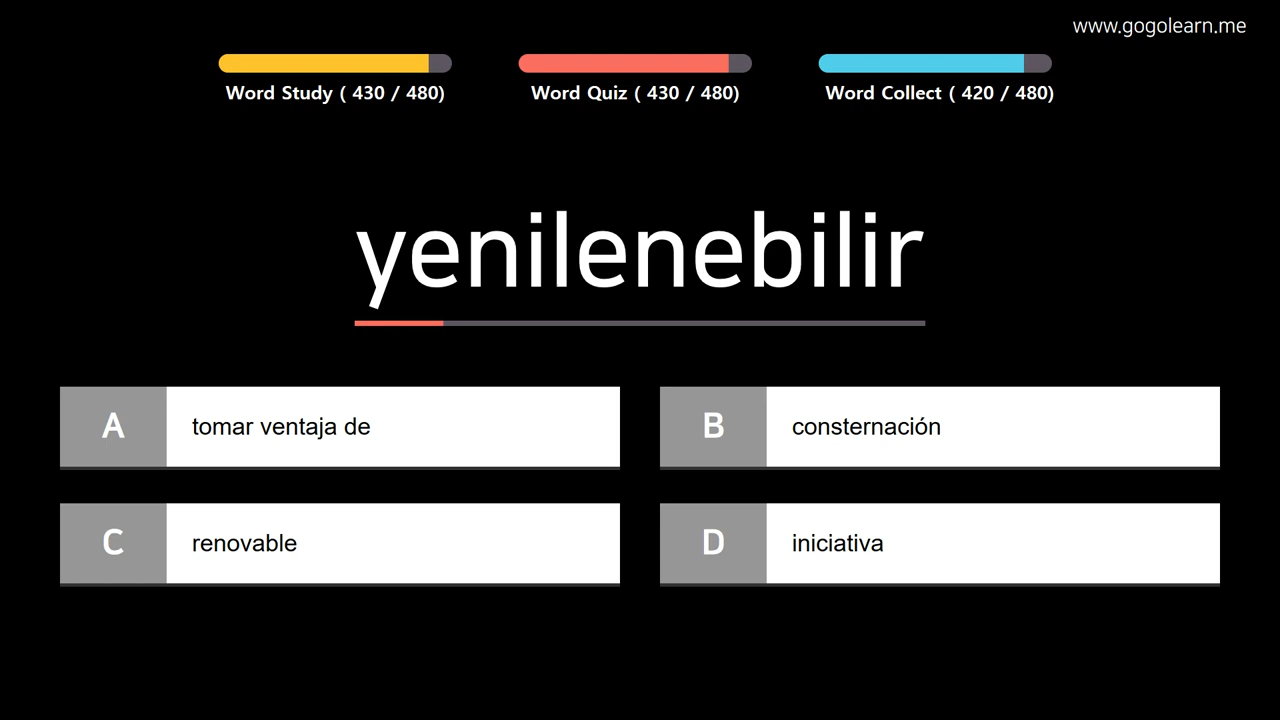 www.gogolearn.me
Word Study ( 430 / 480)
Word Quiz ( 430 / 480)
Word Collect ( 420 / 480)
yenilenebilir
A tomar ventaja de
B consternación
C renovable
D iniciativa